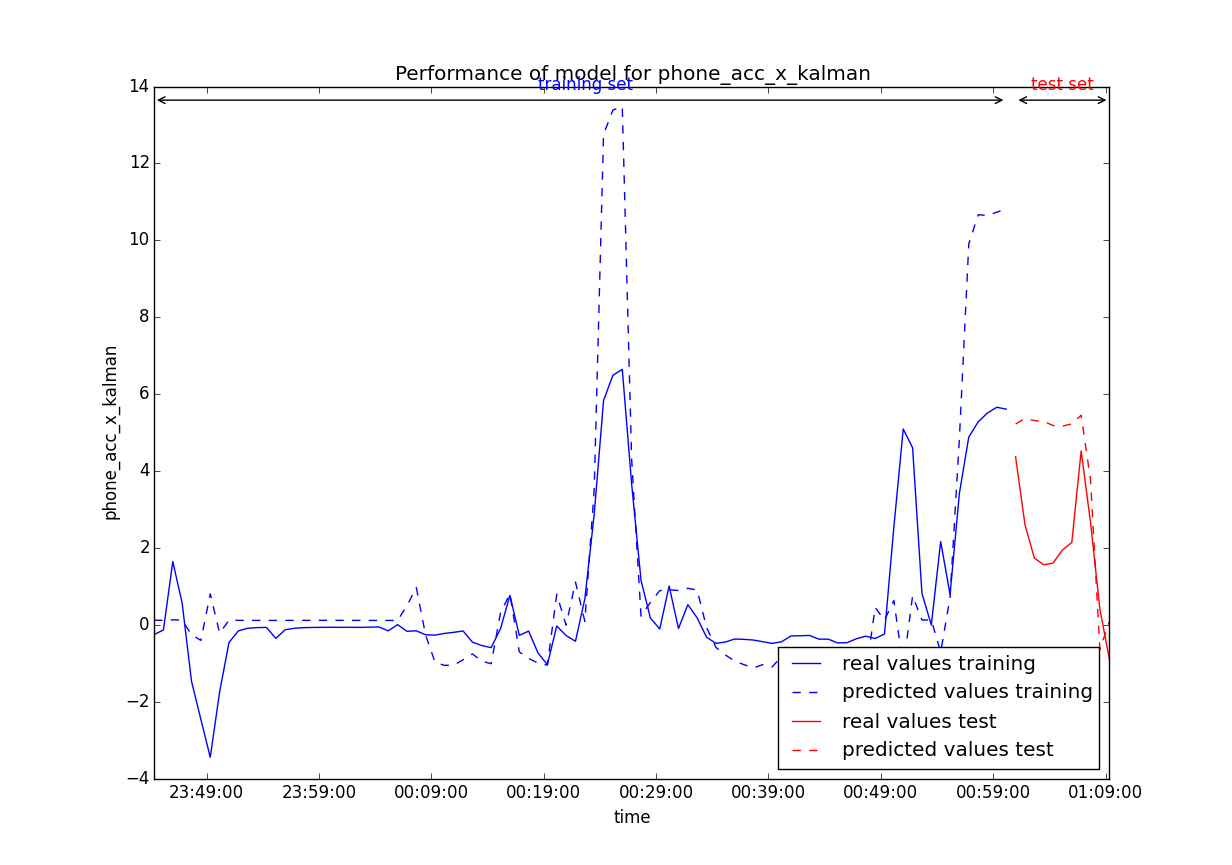 Performance of model for phone_acc_x_kalman
training set
test set
14
12
10
8
6
4
2
0
−2
−4
phone_acc_x_kalman
real values training
predicted values training
real values test
predicted values test
23:49:00 23:59:00 00:09:00 00:19:00 00:29:00 00:39:00 00:49:00 00:59:00 01:09:00
time